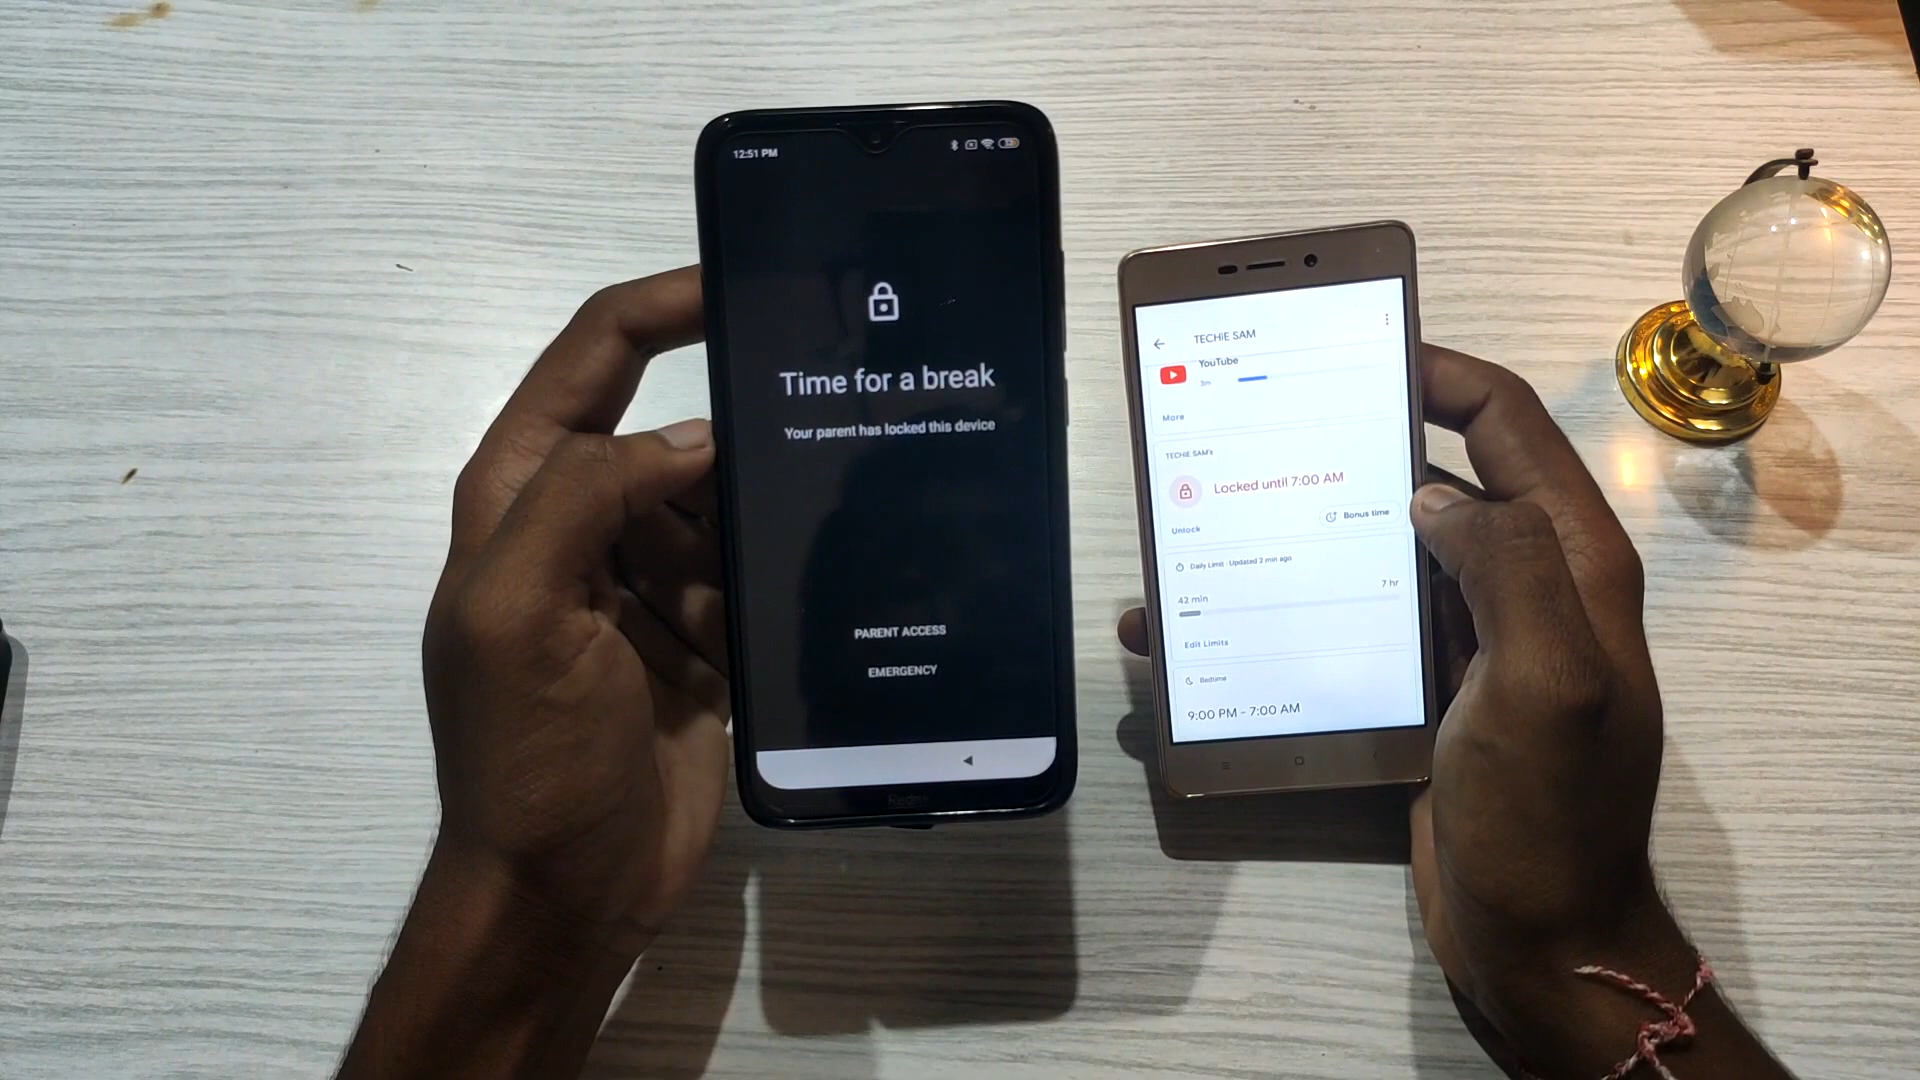 12:51 PM
Time for a break
Your parent has locked this device
PARENT ACCESS
EMERGENCY
Redmi
TECHiE SAM
YouTube
3m
More
TECHiE SAM's
Locked until 7:00 AM
Unlock
Bonus time
Daily Limit · Updated 2 min ago
7 hr
42 min
Edit Limits
Bedtime
9:00 PM - 7:00 AM